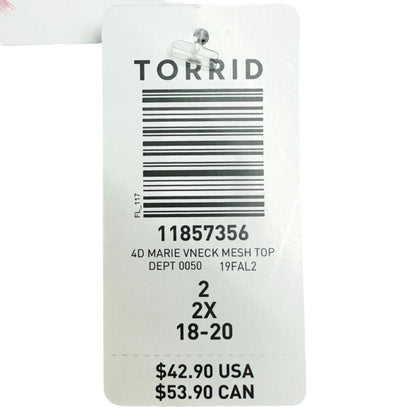 TORRID
FL_117
11857356
4D MARIE VNECK MESH TOP
DEPT 0050 19FAL2
2
2X
18-20
$42.90 USA
$53.90 CAN